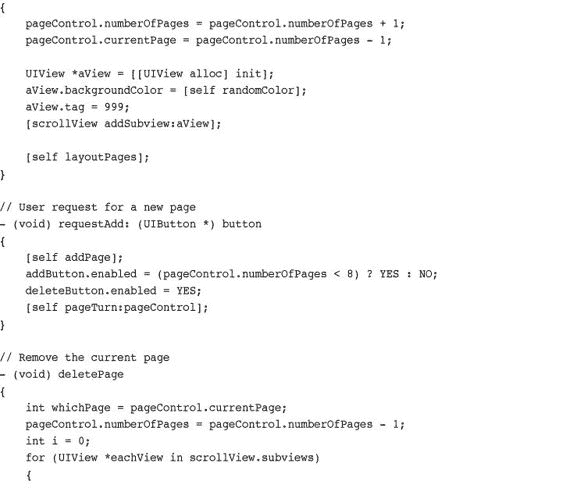 {
pageControl.numberOfPages = pageControl.numberOfPages + 1;
pageControl.currentPage = pageControl.numberOfPages - 1;
UIView *aView = [[UIView alloc] init];
aView.backgroundColor = [self randomColor];
aView.tag = 999;
[scrollView addSubview:aView];
[self layoutPages];
}
// User request for a new page
– (void) requestAdd: (UIButton *) button
{
[self addPage];
addButton.enabled = (pageControl.numberOfPages < 8) ? YES : NO;
deleteButton.enabled = YES;
[self pageTurn:pageControl];
}
// Remove the current page
– (void) deletePage
{
int whichPage = pageControl.currentPage;
pageControl.numberOfPages = pageControl.numberOfPages - 1;
int i = 0;
for (UIView *eachView in scrollView.subviews)
{